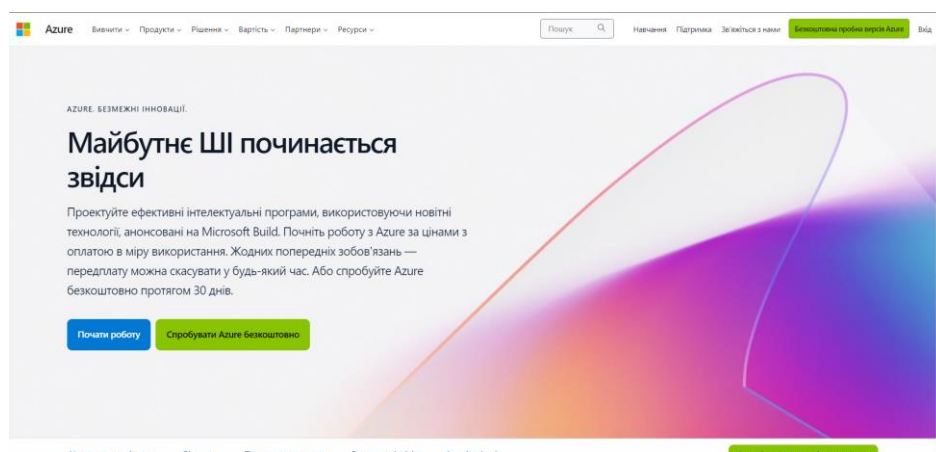 Azure Вивчити Продукти Рішення Вартість Партнери Ресурси Пошук Навчання Підтримка Зв'яжіться з нами Безкоштовна пробна версія Azure Вхід
AZURE. БЕЗМЕЖНІ ІННОВАЦІЇ.
Майбутнє ШІ починається
звідси
Проектуйте ефективні інтелектуальні програми, використовуючи новітні
технології, анонсовані на Microsoft Build. Почніть роботу з Azure за цінами з
оплатою в міру використання. Жодних попередніх зобов'язань —
передплату можна скасувати у будь-який час. Або спробуйте Azure
безкоштовно протягом 30 днів.
Почати роботу Спробувати Azure безкоштовно